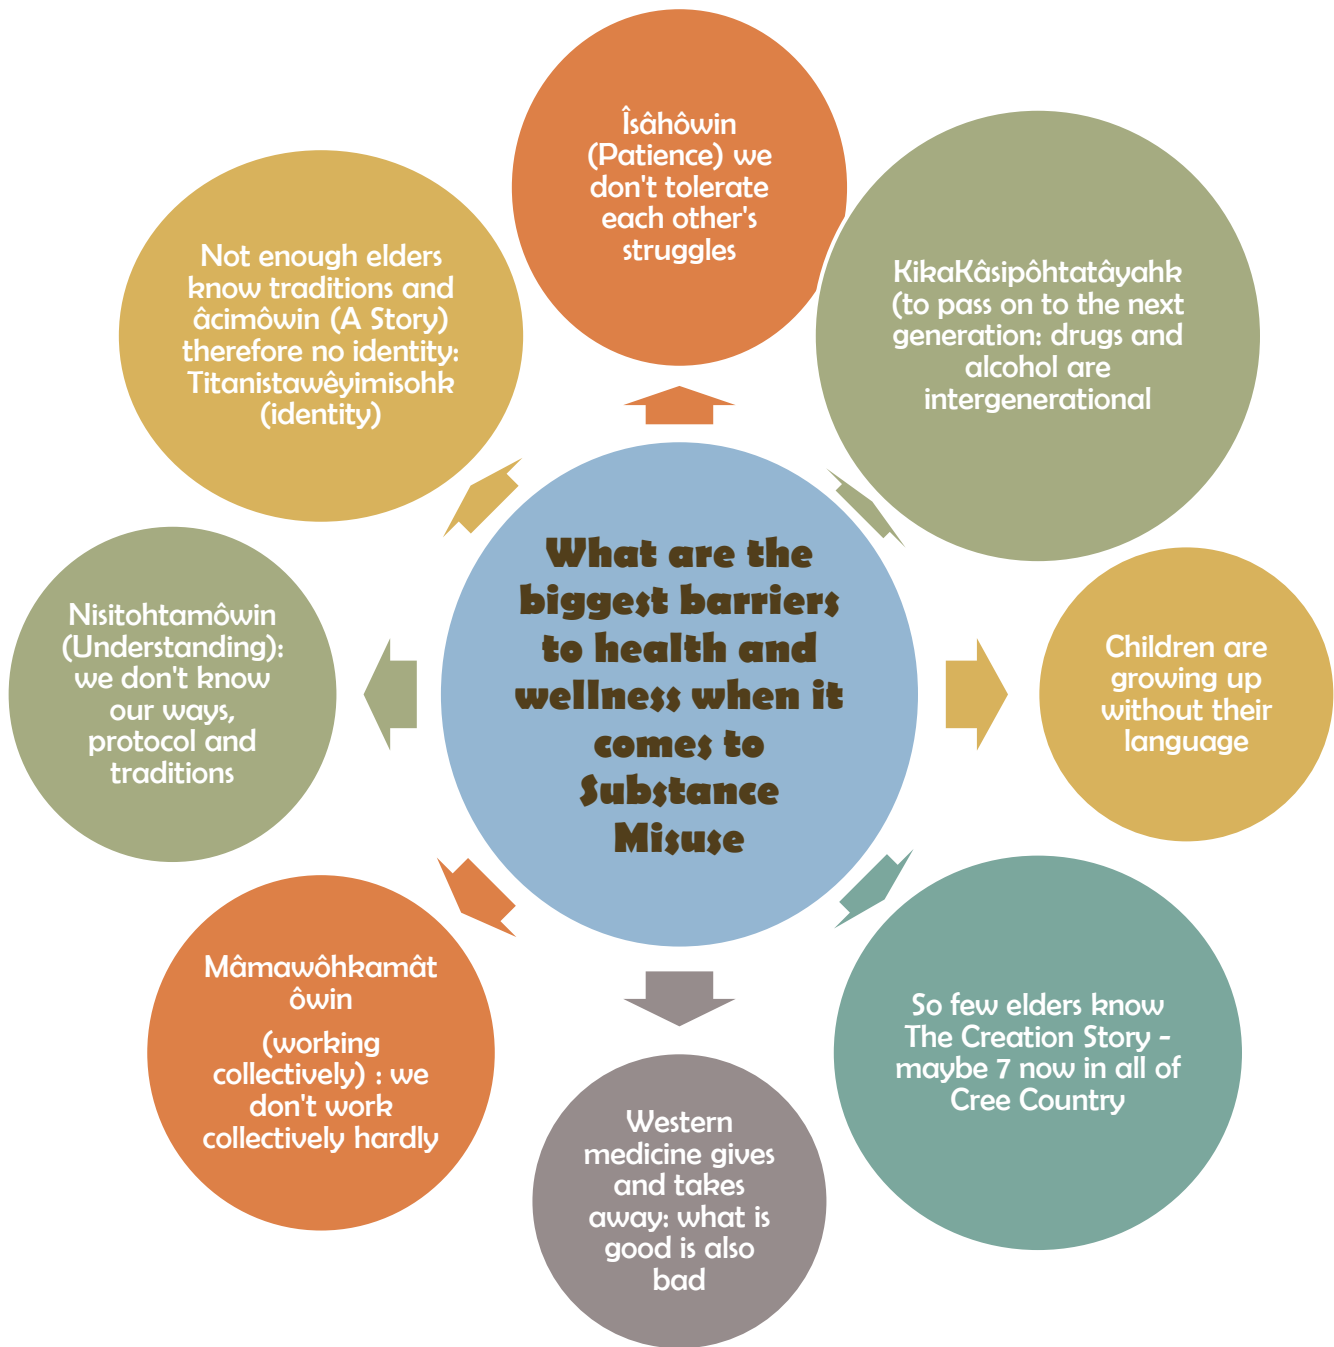 What are the
biggest barriers
to health and
wellness when it
comes to
Substance
Misuse
Îsâhôwin
(Patience) we
don't tolerate
each other's
struggles
KikaKâsipôhtatâyahk
(to pass on to the next
generation: drugs and
alcohol are
intergenerational
Children are
growing up
without their
language
So few elders know
The Creation Story -
maybe 7 now in all of
Cree Country
Western
medicine gives
and takes
away: what is
good is also
bad
Mâmawôhkamât
ôwin
(working
collectively) : we
don't work
collectively hardly
Nisitohtamôwin
(Understanding):
we don't know
our ways,
protocol and
traditions
Not enough elders
know traditions and
âcimôwin (A Story)
therefore no identity:
Titanistawêyimisohk
(identity)